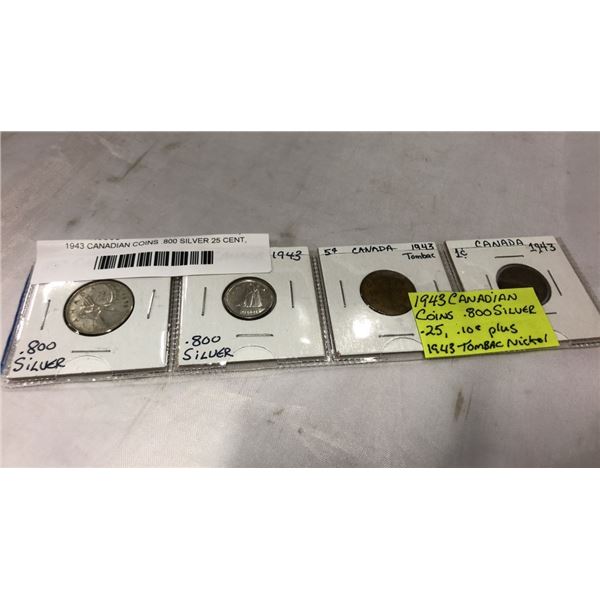 1943 CANADIAN COINS .800 SILVER 25 CENT,
.800
SILVER
1943
.800
SILVER
5¢ CANADA 1943
Tombac
1¢ CANADA 1943
1943 CANADIAN
COINS .800 SILVER
.25, .10¢ plus
1943 TOMBAC Nickel